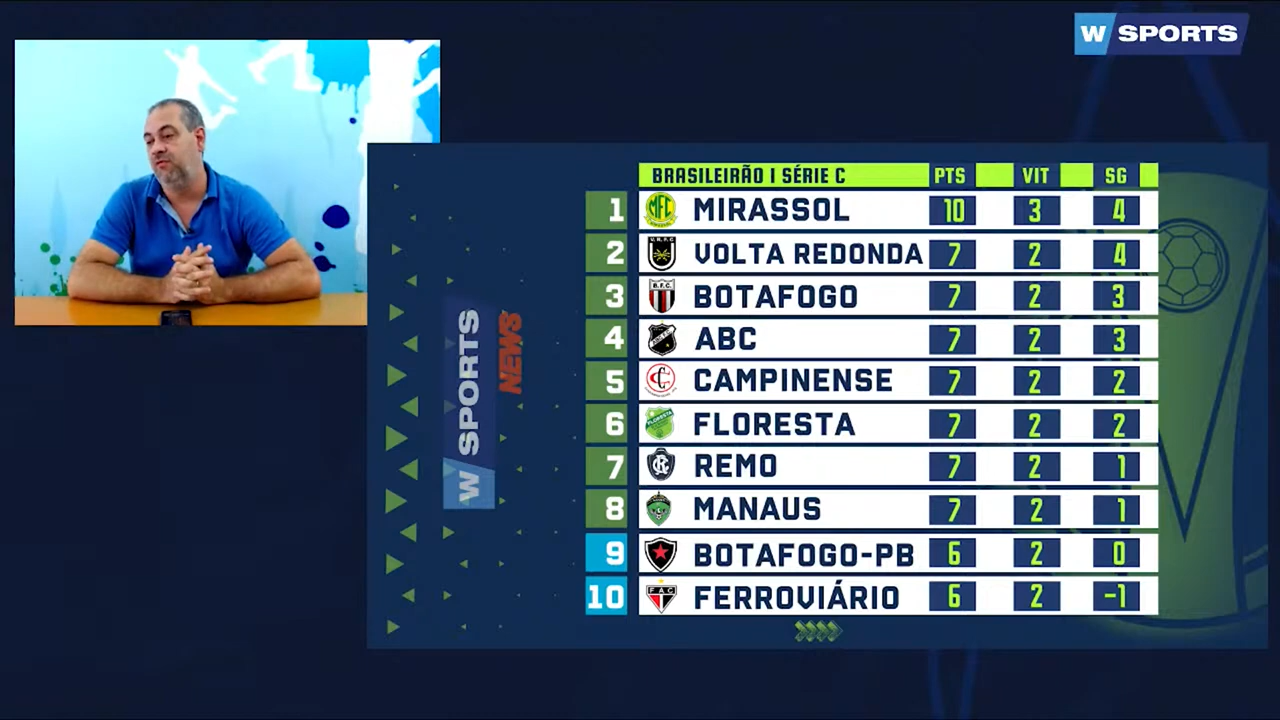 W SPORTS
BRASILEIRÃO | SÉRIE C PTS VIT SG
1 MFC MIRASSOL 10 3 4
2 VOLTA REDONDA 7 2 4
3 B.F.C. BOTAFOGO 7 2 3
4 ABC 7 2 3
5 CAMPINENSE 7 2 2
6 FLORESTA FLORESTA 7 2 2
7 REMO 7 2 1
8 MANAUS 7 2 1
9 BOTAFOGO-PB 6 2 0
10 FAC FERROVIÁRIO 6 2 -1
W SPORTS
NEWS